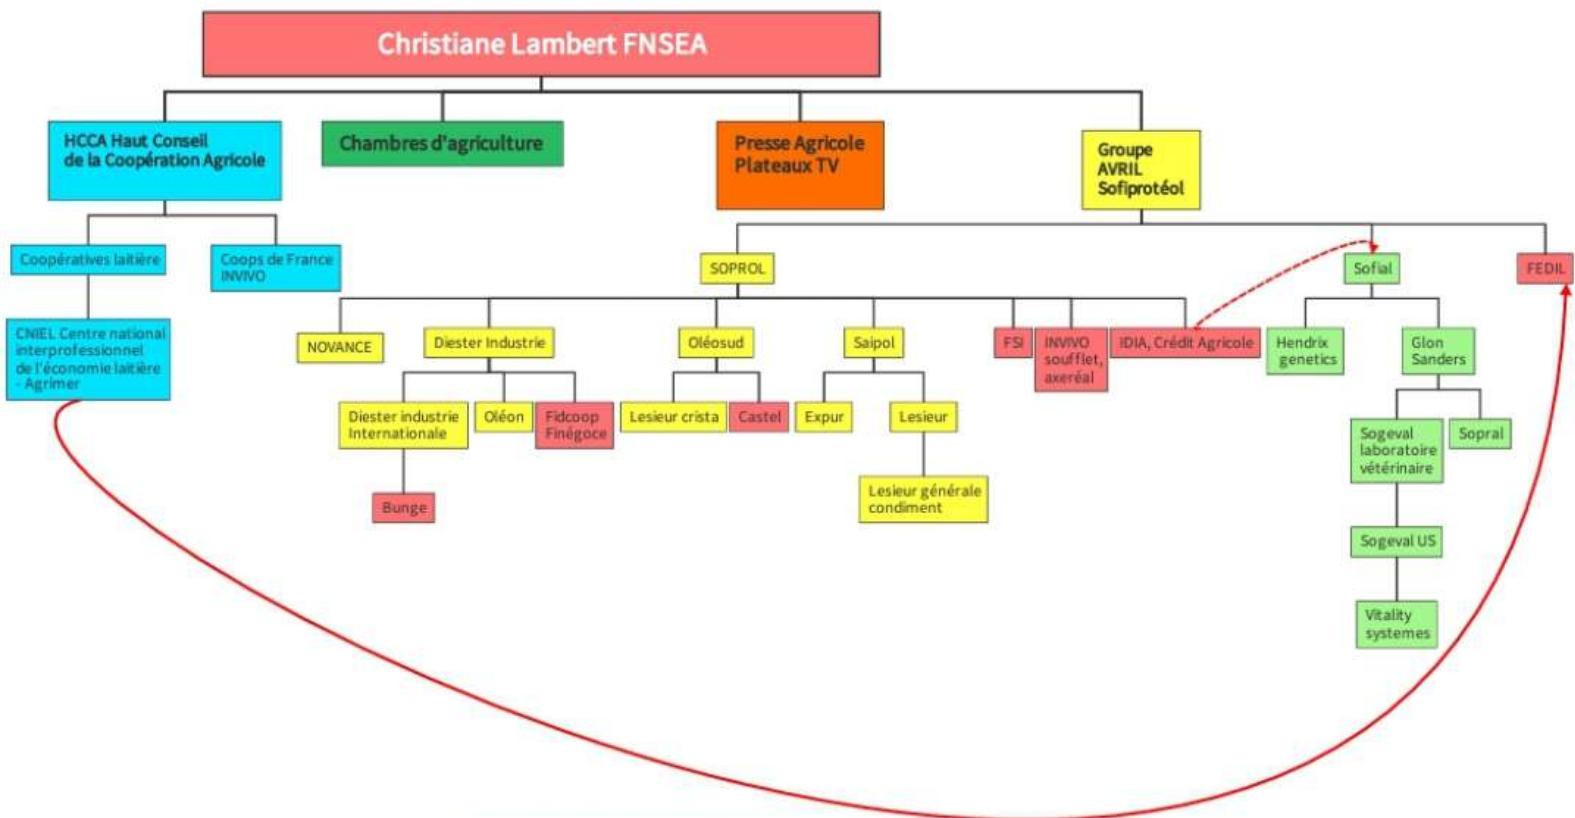 Christiane Lambert FNSEA
HCCA Haut Conseil
de la Coopération Agricole
Chambres d'agriculture
Presse Agricole
Plateaux TV
Groupe
AVRIL
Sofiprotéol
Coopératives laitière
Coops de France
INVIVO
SOPROL
Sofial
FEDIL
CNIEL Centre national
interprofessionnel
de l'économie laitière
- Agrimer
NOVANCE
Diester Industrie
Oléosud
Saipol
FSI
INVIVO
soufflet,
axeréal
IDIA, Crédit Agricole
Hendrix
genetics
Glon
Sanders
Diester industrie
Internationale
Oléon
Fidcoop
Finégoce
Lesieur crista
Castel
Expur
Lesieur
Sogeval
laboratoire
vétérinaire
Sopral
Bunge
Lesieur générale
condiment
Sogeval US
Vitality
systemes